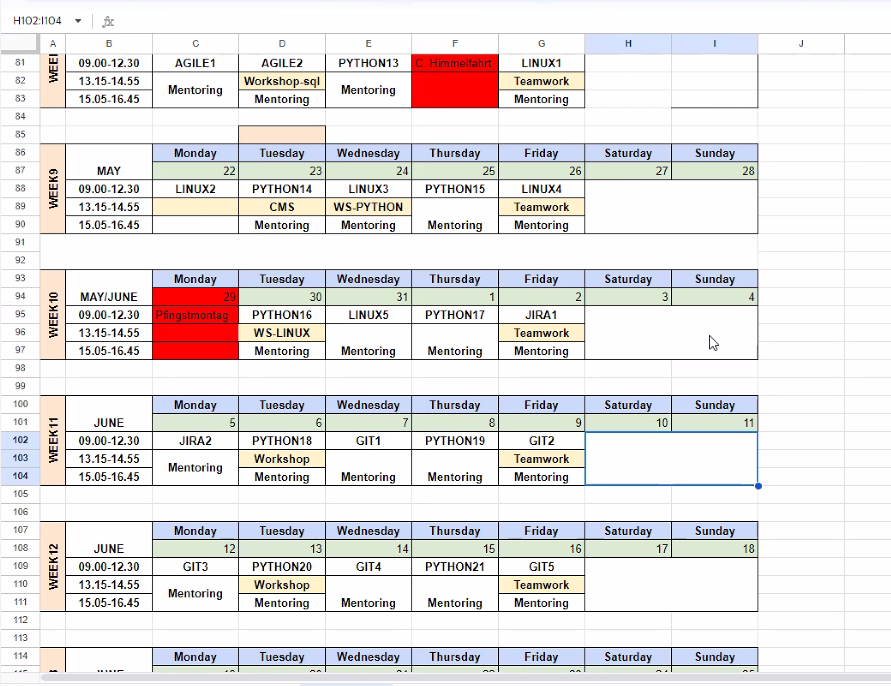 H102:I104 fx
A B C D E F G H I J
81 WEEK 09.00-12.30 AGILE1 AGILE2 PYTHON13 C. Himmelfahrt LINUX1
82 13.15-14.55 Mentoring Workshop-sql Mentoring Teamwork
83 15.05-16.45 Mentoring Mentoring
84
85
86 WEEK9 Monday Tuesday Wednesday Thursday Friday Saturday Sunday
87 MAY 22 23 24 25 26 27 28
88 09.00-12.30 LINUX2 PYTHON14 LINUX3 PYTHON15 LINUX4
89 13.15-14.55 CMS WS-PYTHON Teamwork
90 15.05-16.45 Mentoring Mentoring Mentoring Mentoring
91
92
93 WEEK10 Monday Tuesday Wednesday Thursday Friday Saturday Sunday
94 MAY/JUNE 29 30 31 1 2 3 4
95 09.00-12.30 Pfingstmontag PYTHON16 LINUX5 PYTHON17 JIRA1
96 13.15-14.55 WS-LINUX Teamwork
97 15.05-16.45 Mentoring Mentoring Mentoring Mentoring
98
99
100 WEEK11 Monday Tuesday Wednesday Thursday Friday Saturday Sunday
101 JUNE 5 6 7 8 9 10 11
102 09.00-12.30 JIRA2 PYTHON18 GIT1 PYTHON19 GIT2
103 13.15-14.55 Mentoring Workshop Teamwork
104 15.05-16.45 Mentoring Mentoring Mentoring Mentoring
105
106
107 WEEK12 Monday Tuesday Wednesday Thursday Friday Saturday Sunday
108 JUNE 12 13 14 15 16 17 18
109 09.00-12.30 GIT3 PYTHON20 GIT4 PYTHON21 GIT5
110 13.15-14.55 Mentoring Workshop Teamwork
111 15.05-16.45 Mentoring Mentoring Mentoring Mentoring
112
113
114 Monday Tuesday Wednesday Thursday Friday Saturday Sunday